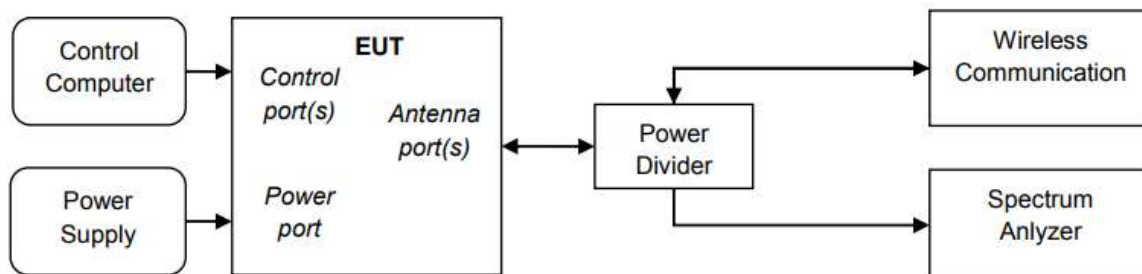 Control
Computer
EUT
Control
port(s)
Antenna
port(s)
Power
port
Power
Supply
Power
Divider
Wireless
Communication
Spectrum
Anlyzer